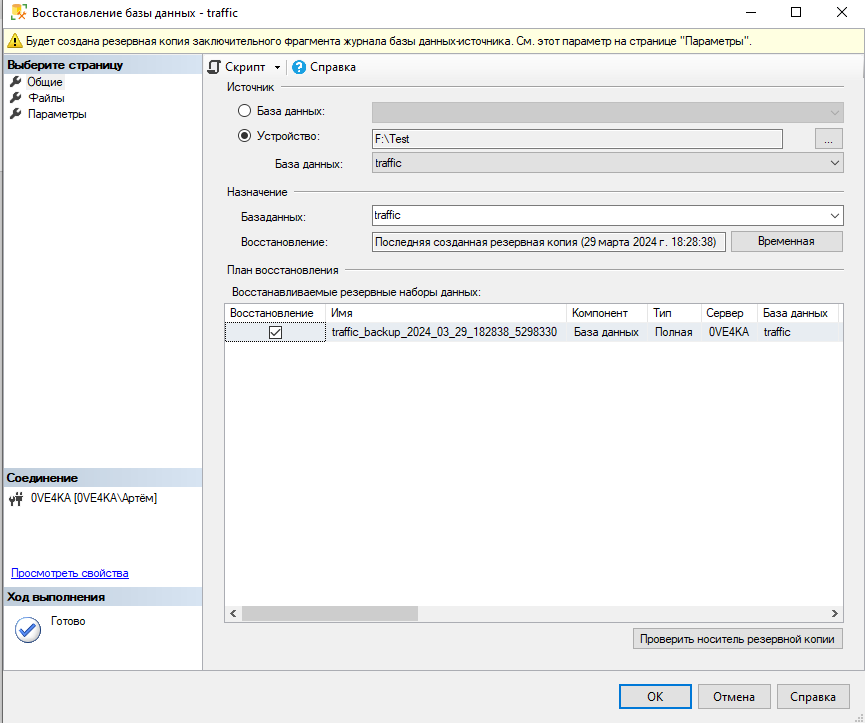 Восстановление базы данных - traffic
Будет создана резервная копия заключительного фрагмента журнала базы данных-источника. См. этот параметр на странице "Параметры".
Выберите страницу
Общие
Файлы
Параметры
Скрипт
Справка
Источник
База данных:
Устройство:
F:\Test
...
База данных:
traffic
Назначение
Базаданных:
traffic
Восстановление:
Последняя созданная резервная копия (29 марта 2024 г. 18:28:38)
Временная
План восстановления
Восстанавливаемые резервные наборы данных:
Восстановление Имя Компонент Тип Сервер База данных
traffic_backup_2024_03_29_182838_5298330 База данных Полная 0VE4KA traffic
Соединение
0VE4KA [0VE4KA\Артём]
Просмотреть свойства
Ход выполнения
Готово
Проверить носитель резервной копии
ОК
Отмена
Справка